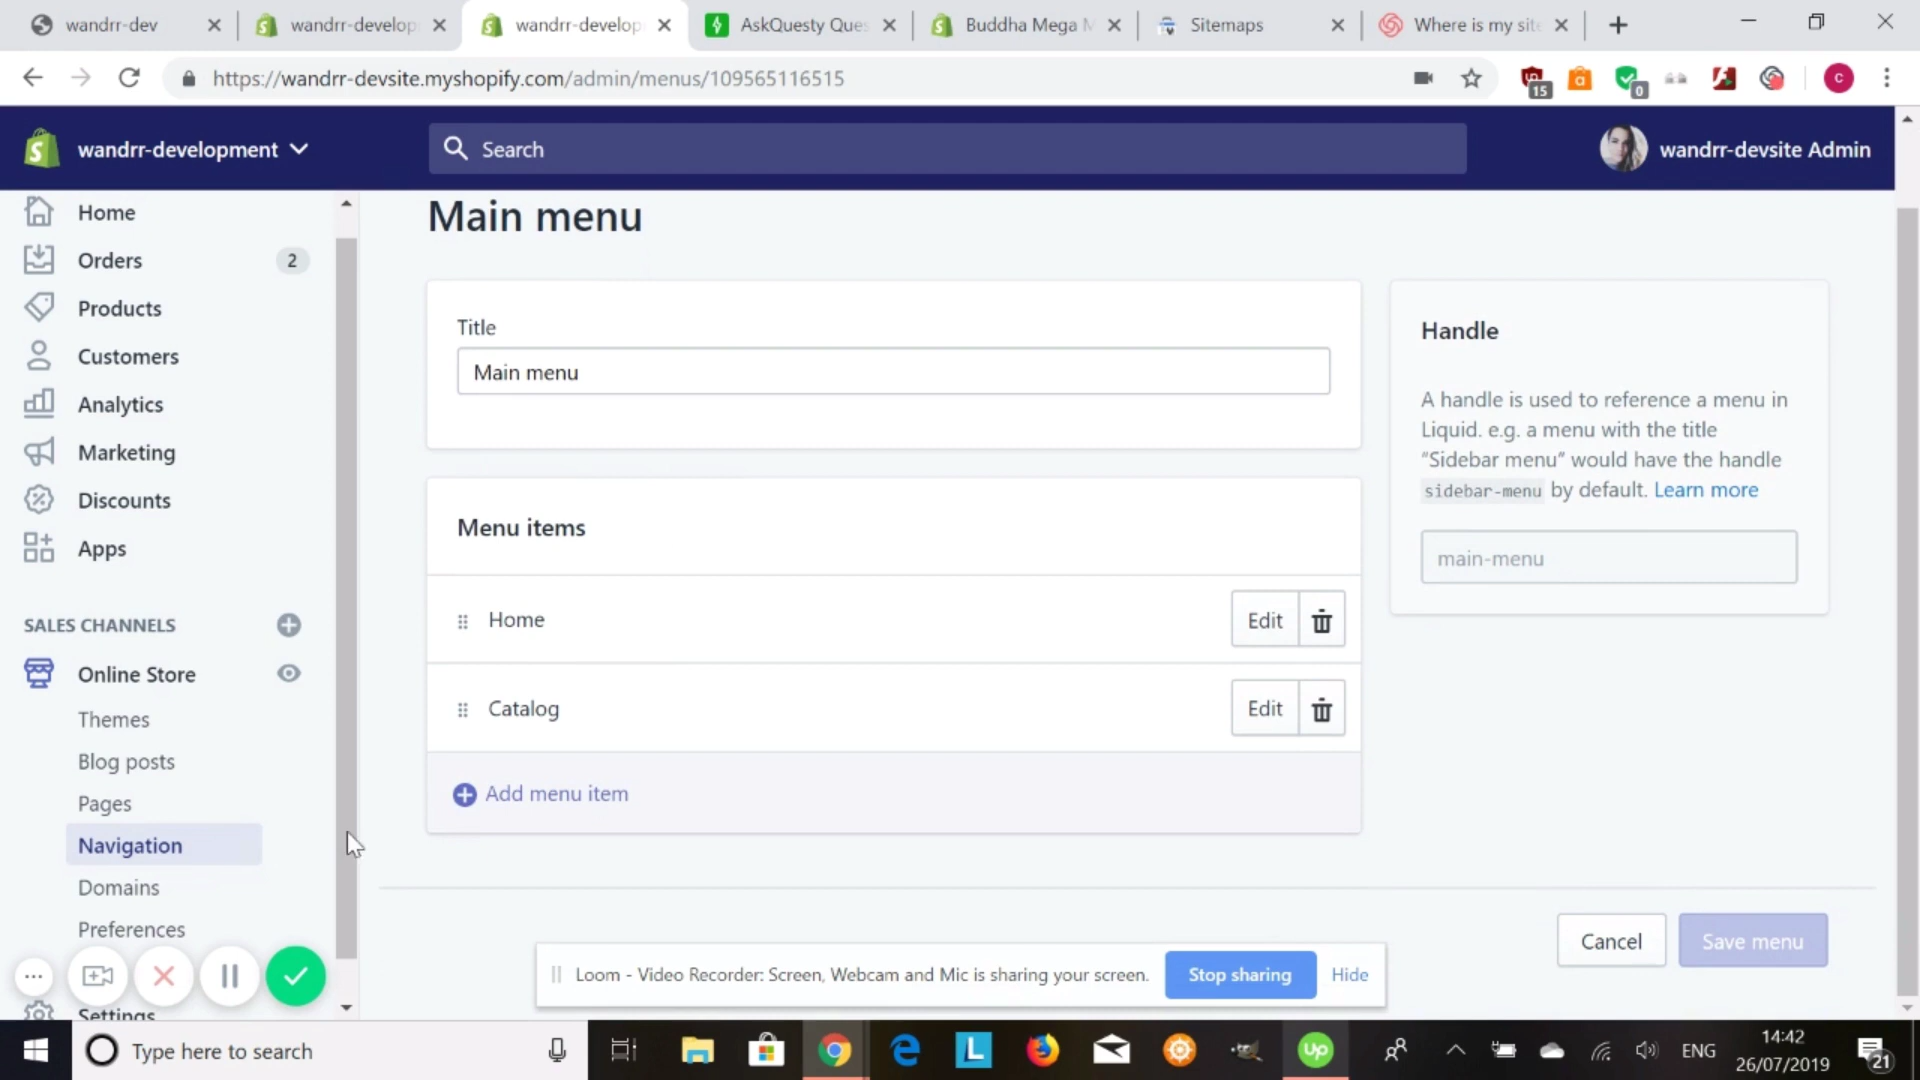 wandrr-dev
wandrr-develop
wandrr-develop
AskQuesty Ques
Buddha Mega M
Sitemaps
Where is my site
https://wandrr-devsite.myshopify.com/admin/menus/109565116515
15
0
C
wandrr-development
Search
wandrr-devsite Admin
Home
Orders
2
Products
Customers
Analytics
Marketing
Discounts
Apps
SALES CHANNELS
Online Store
Themes
Blog posts
Pages
Navigation
Domains
Preferences
Settings
Main menu
Title
Main menu
Menu items
Home
Edit
Catalog
Edit
Add menu item
Handle
A handle is used to reference a menu in
Liquid. e.g. a menu with the title
“Sidebar menu” would have the handle
sidebar-menu by default. Learn more
main-menu
Cancel
Save menu
Loom - Video Recorder: Screen, Webcam and Mic is sharing your screen.
Stop sharing
Hide
Type here to search
L
Up
ENG
14:42
26/07/2019
21